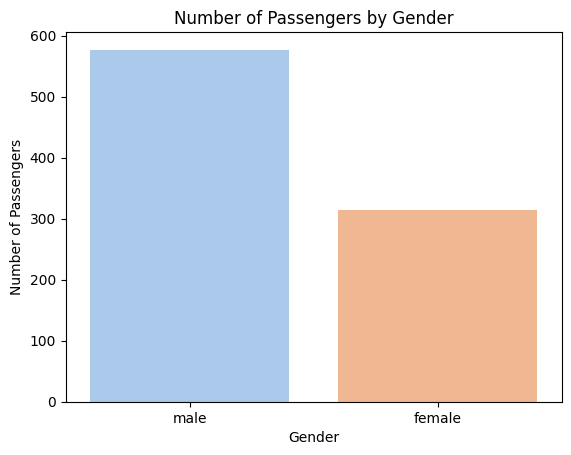 Number of Passengers by Gender
600
500
400
300
200
100
0
Number of Passengers
male female
Gender